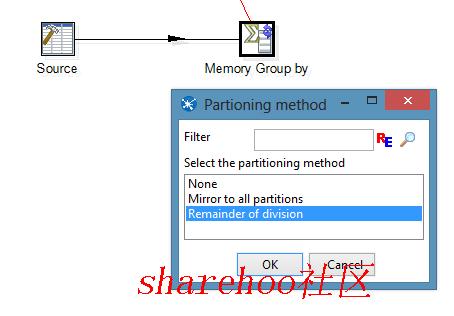 Source
Memory Group by
Partioning method
Filter
RE
Select the partitioning method
None
Mirror to all partitions
Remainder of division
OK
Cancel
sharehoo社区